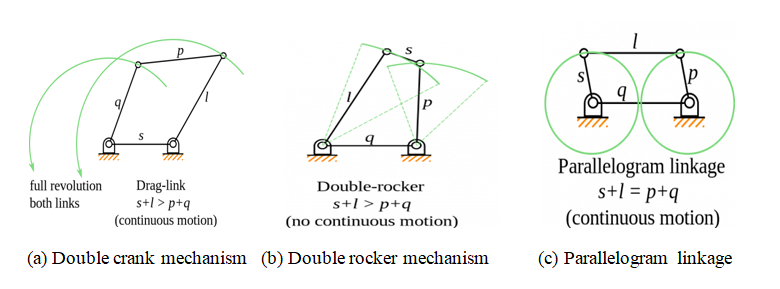 p
q
l
s
full revolution
both links
Drag-link
s+l > p+q
(continuous motion)
(a) Double crank mechanism
s
l
p
q
Double-rocker
s+l > p+q
(no continuous motion)
(b) Double rocker mechanism
l
s
q
p
Parallelogram linkage
s+l = p+q
(continuous motion)
(c) Parallelogram linkage